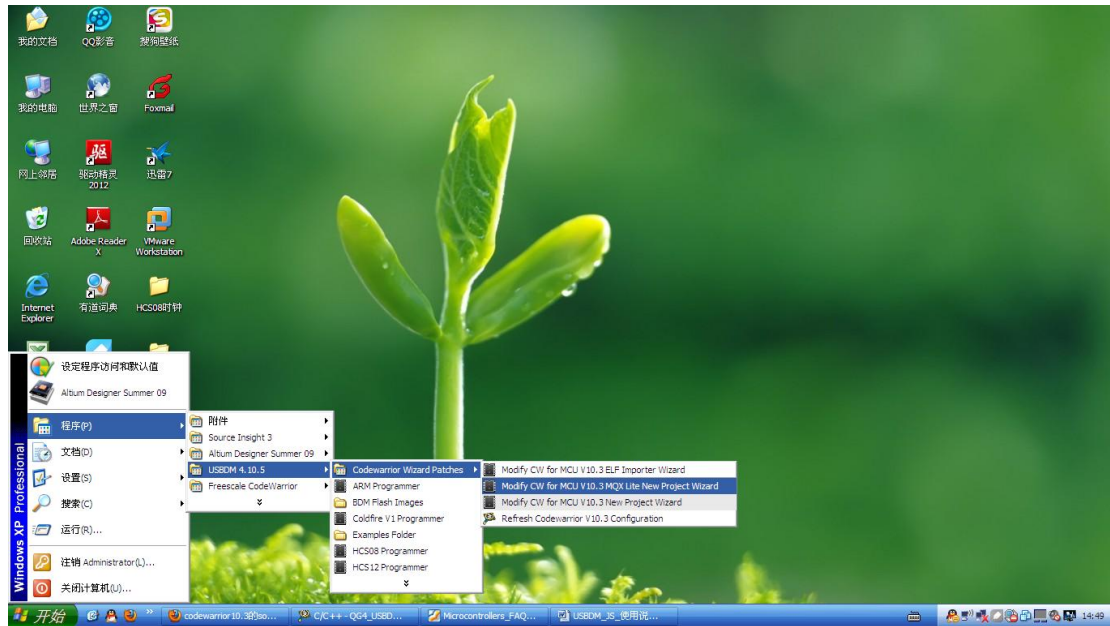 我的文档
QQ影音
搜狗壁纸
我的电脑
世界之窗
Foxmail
网上邻居
驱动精灵
2012
迅雷7
回收站
Adobe Reader
X
VMware
Workstation
Internet
Explorer
有道词典
HCS08时钟
Windows XP Professional
设定程序访问和默认值
Altium Designer Summer 09
程序(P)
文档(D)
设置(S)
搜索(C)
运行(R)...
注销 Administrator(L)...
关闭计算机(U)...
附件
Source Insight 3
Altium Designer Summer 09
USBDM 4.10.5
Freescale CodeWarrior
Codewarrior Wizard Patches
ARM Programmer
BDM Flash Images
Coldfire V1 Programmer
Examples Folder
HCS08 Programmer
HCS12 Programmer
Modify CW for MCU V10.3 ELF Importer Wizard
Modify CW for MCU V10.3 MQX Lite New Project Wizard
Modify CW for MCU V10.3 New Project Wizard
Refresh Codewarrior V10.3 Configuration
开始
codewarrior10.3的so...
C/C++ - QG4_USBD...
Microcontrollers_FAQ...
USBDM_JS_使用说...
14:49